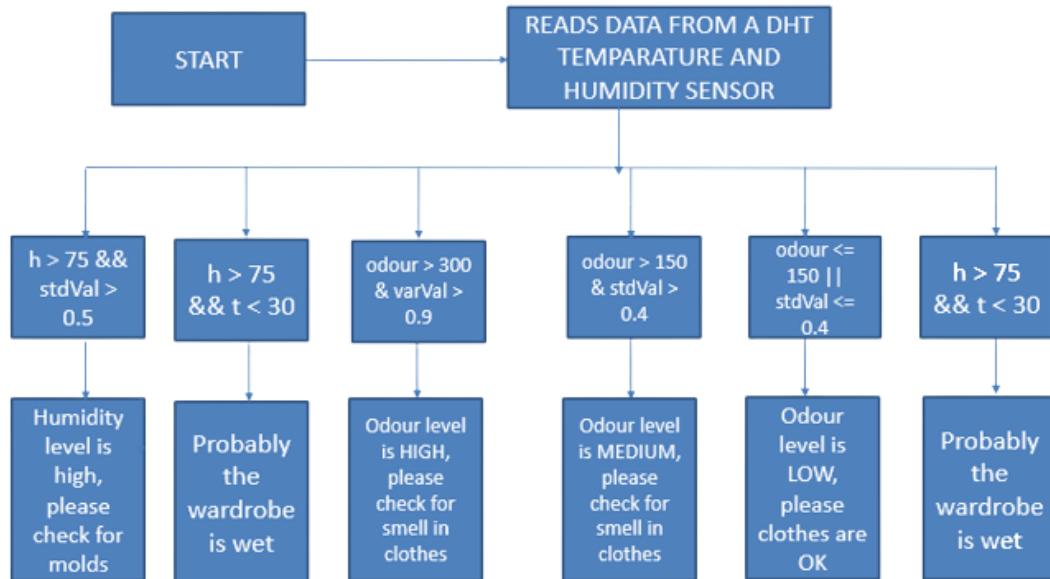 START
READS DATA FROM A DHT
TEMPARATURE AND
HUMIDITY SENSOR
h > 75 &&
stdVal >
0.5
h > 75
&& t < 30
odour > 300
& varVal >
0.9
odour > 150
& stdVal >
0.4
odour <=
150 ||
stdVal <=
0.4
h > 75
&& t < 30
Humidity
level is
high,
please
check for
molds
Probably
the
wardrobe
is wet
Odour level
is HIGH,
please
check for
smell in
clothes
Odour level
is MEDIUM,
please
check for
smell in
clothes
Odour
level is
LOW,
please
clothes are
OK
Probably
the
wardrobe
is wet